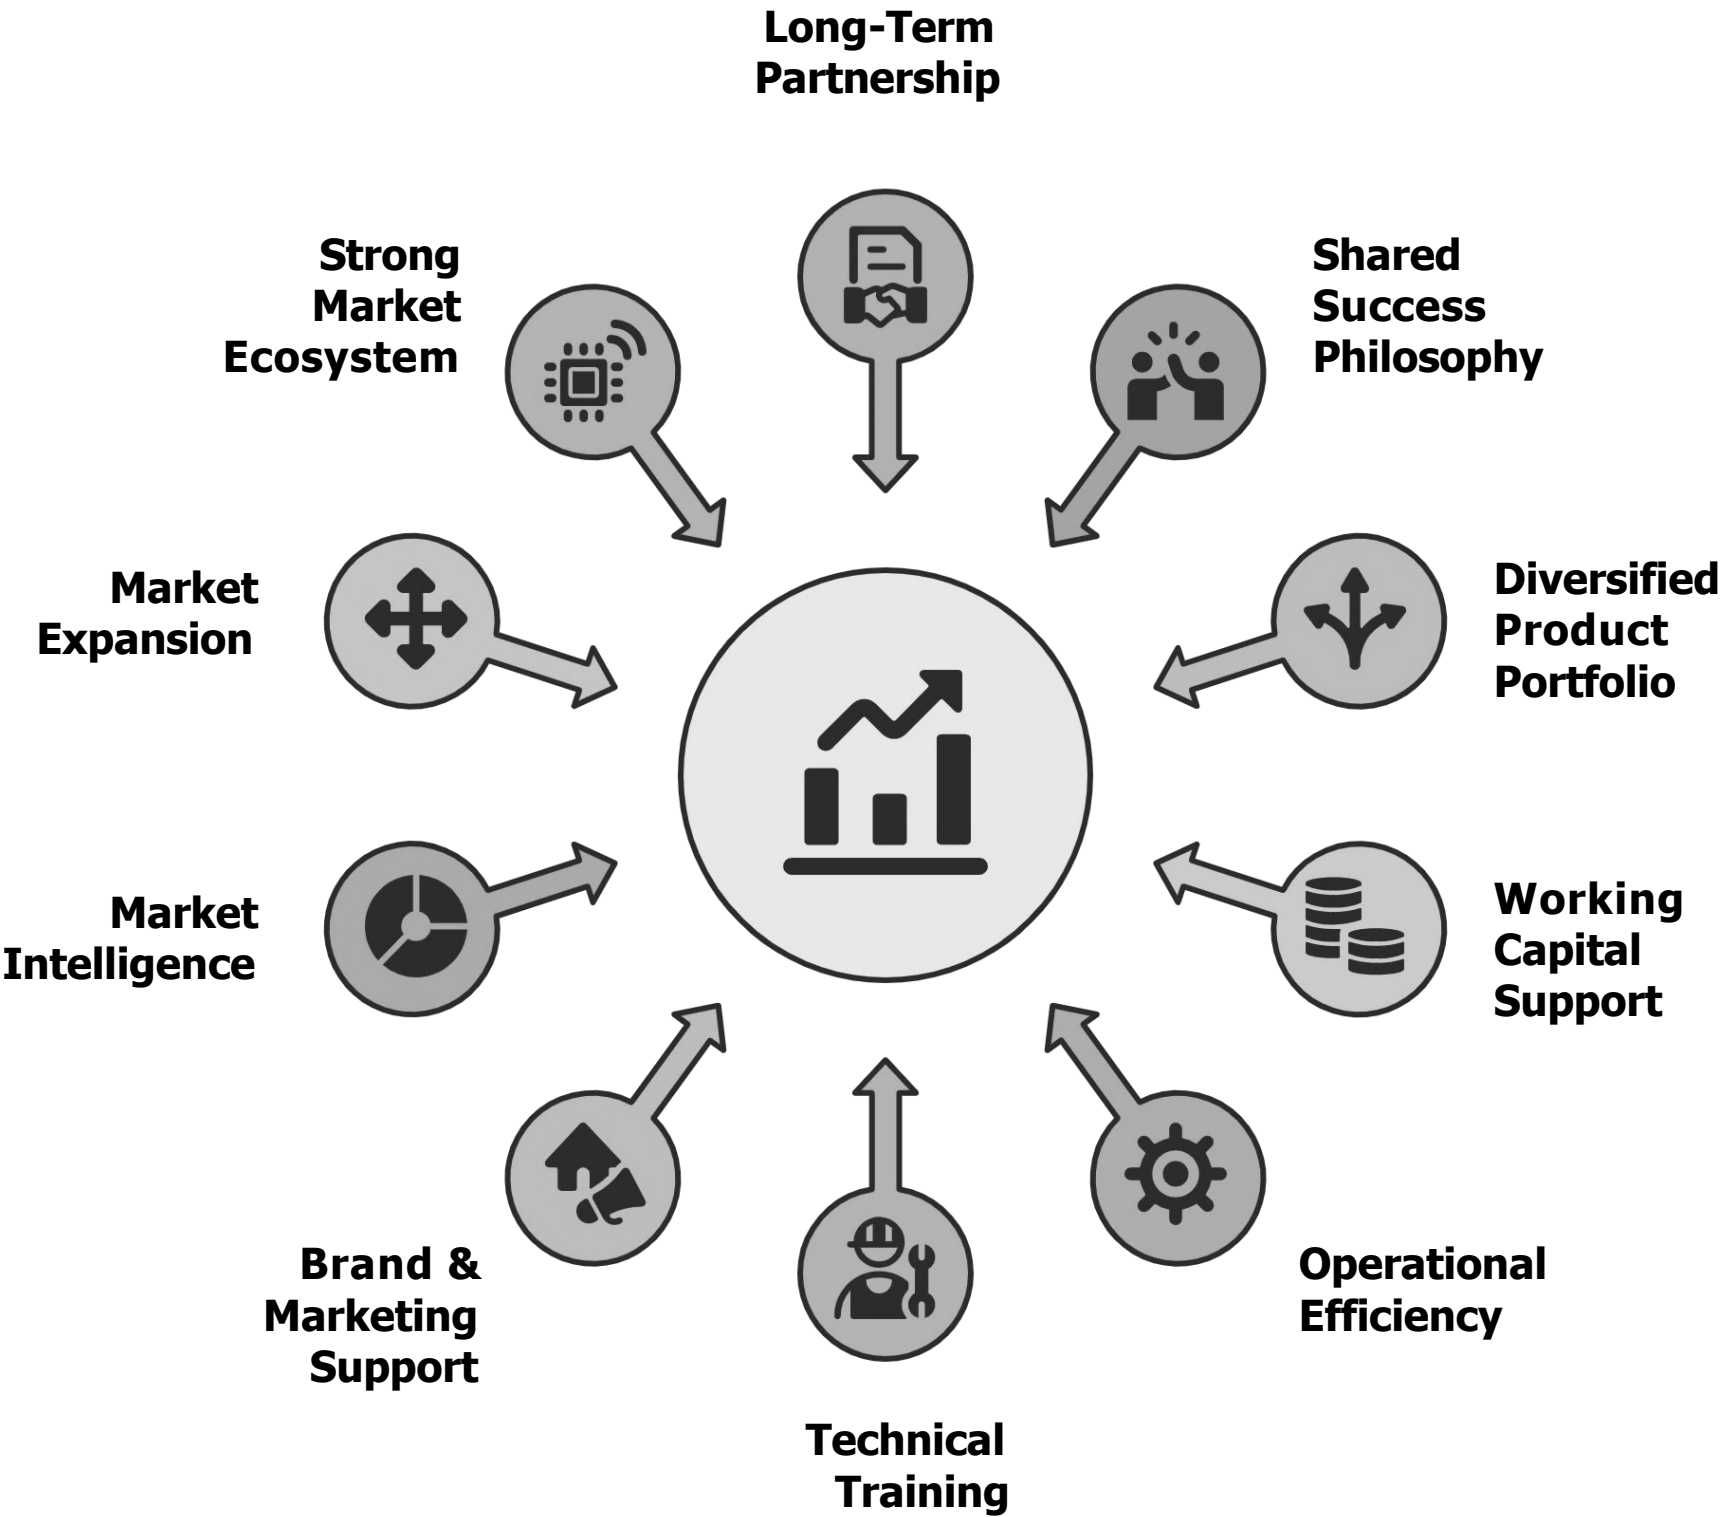 Long-Term
Partnership
Strong
Market
Ecosystem
Shared
Success
Philosophy
Market
Expansion
Diversified
Product
Portfolio
Market
Intelligence
Working
Capital
Support
Brand &
Marketing
Support
Operational
Efficiency
Technical
Training